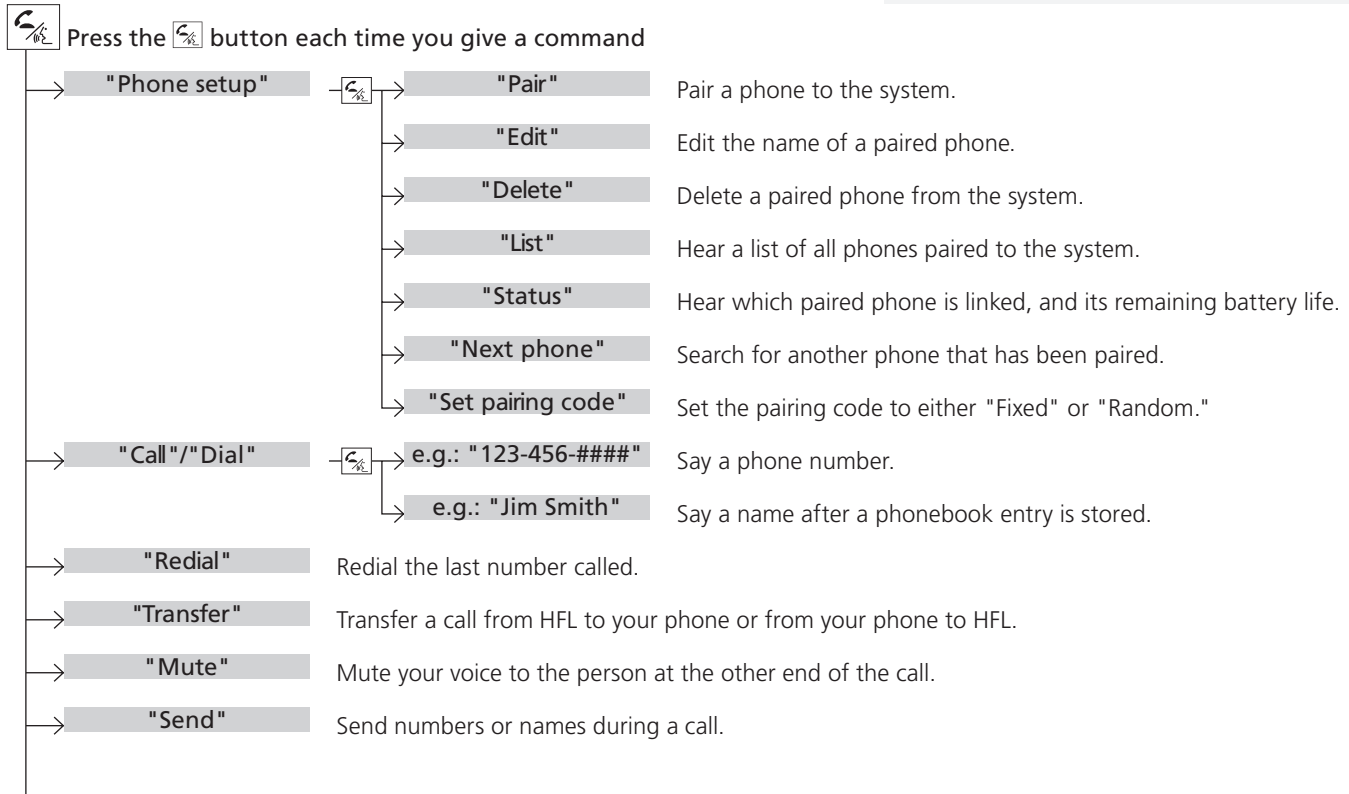 Press the button each time you give a command
"Phone setup" "Pair" Pair a phone to the system.
"Edit" Edit the name of a paired phone.
"Delete" Delete a paired phone from the system.
"List" Hear a list of all phones paired to the system.
"Status" Hear which paired phone is linked, and its remaining battery life.
"Next phone" Search for another phone that has been paired.
"Set pairing code" Set the pairing code to either "Fixed" or "Random."
"Call"/"Dial" e.g.: "123-456-####" Say a phone number.
e.g.: "Jim Smith" Say a name after a phonebook entry is stored.
"Redial" Redial the last number called.
"Transfer" Transfer a call from HFL to your phone or from your phone to HFL.
"Mute" Mute your voice to the person at the other end of the call.
"Send" Send numbers or names during a call.